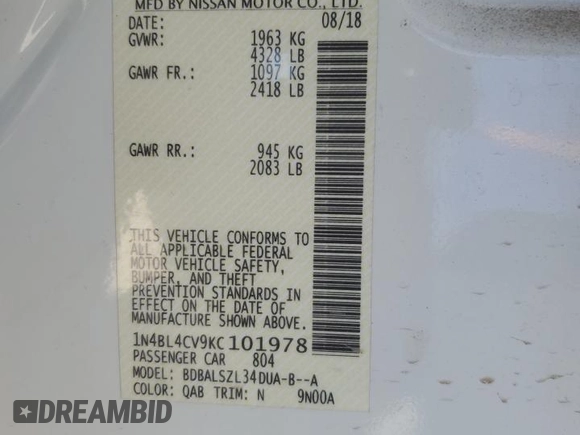 MFD BY NISSAN MOTOR CO., LTD.
DATE: 08/18
GVWR: 1963 KG
4328 LB
GAWR FR.: 1097 KG
2418 LB
GAWR RR.: 945 KG
2083 LB
THIS VEHICLE CONFORMS TO
ALL APPLICABLE FEDERAL
MOTOR VEHICLE SAFETY,
BUMPER, AND THEFT
PREVENTION STANDARDS IN
EFFECT ON THE DATE OF
MANUFACTURE SHOWN ABOVE.
1N4BL4CV9KC101978
PASSENGER CAR 804
MODEL: BDBALSZL34DUA-B--A
COLOR: QAB TRIM: N 9N00A
DREAMBID